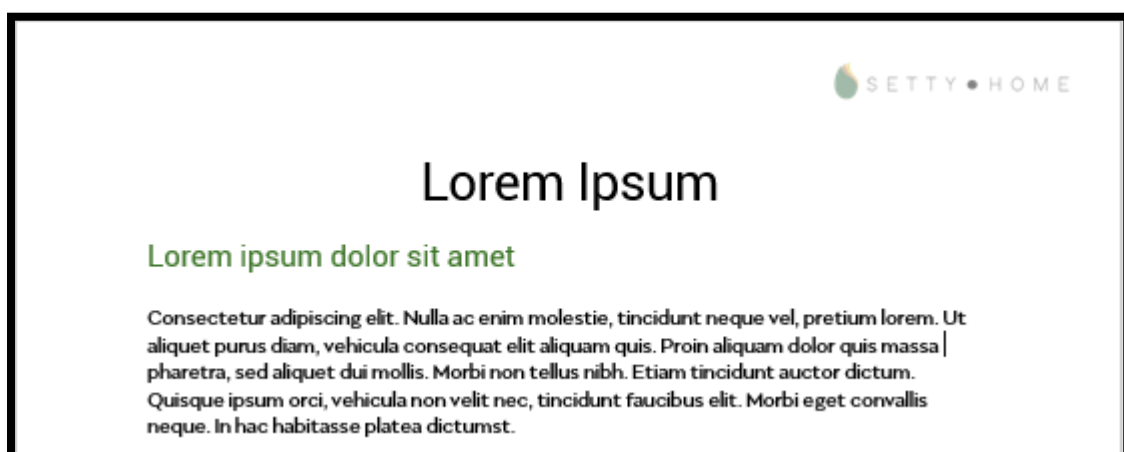 SETTY•HOME
Lorem Ipsum
Lorem ipsum dolor sit amet
Consectetur adipiscing elit. Nulla ac enim molestie, tincidunt neque vel, pretium lorem. Ut
aliquet purus diam, vehicula consequat elit aliquam quis. Proin aliquam dolor quis massa
pharetra, sed aliquet dui mollis. Morbi non tellus nibh. Etiam tincidunt auctor dictum.
Quisque ipsum orci, vehicula non velit nec, tincidunt faucibus elit. Morbi eget convallis
neque. In hac habitasse platea dictumst.